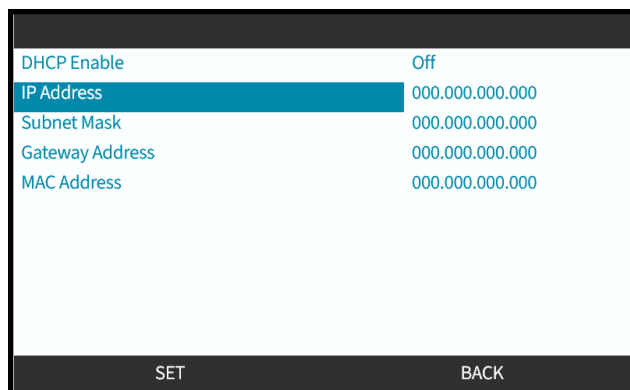 DHCP Enable Off
IP Address 000.000.000.000
Subnet Mask 000.000.000.000
Gateway Address 000.000.000.000
MAC Address 000.000.000.000
SET BACK